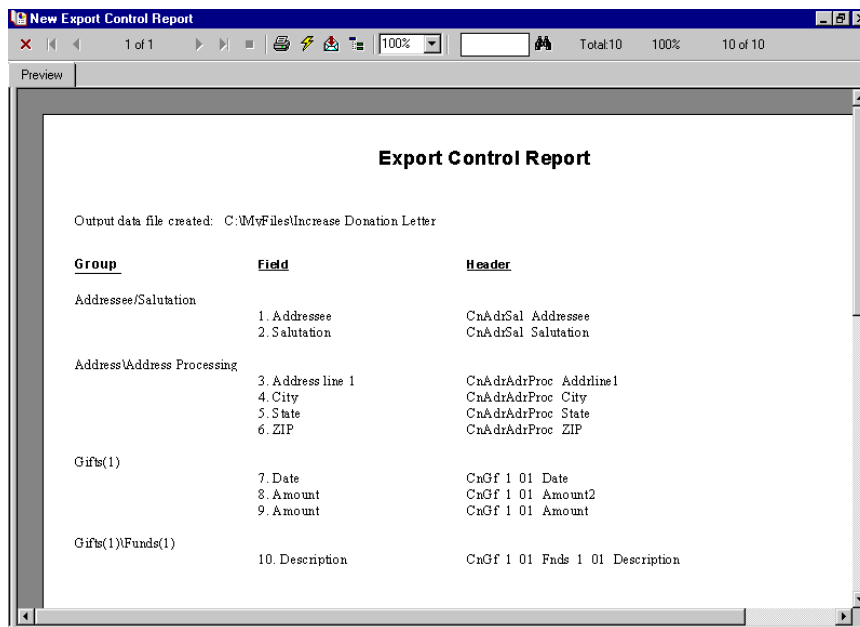 New Export Control Report
1 of 1 100% Total:10 100% 10 of 10
Preview
Export Control Report
Output data file created: C:\MyFiles\Increase Donation Letter
Group Field Header
Addressee/Salutation
1. Addressee CnAdrSal Addressee
2. Salutation CnAdrSal Salutation
Address\Address Processing
3. Address line 1 CnAdrAdrProc Addrline1
4. City CnAdrAdrProc City
5. State CnAdrAdrProc State
6. ZIP CnAdrAdrProc ZIP
Gifts(1)
7. Date CnGf 1 01 Date
8. Amount CnGf 1 01 Amount2
9. Amount CnGf 1 01 Amount
Gifts(1)\Funds(1)
10. Description CnGf 1 01 Fnds 1 01 Description